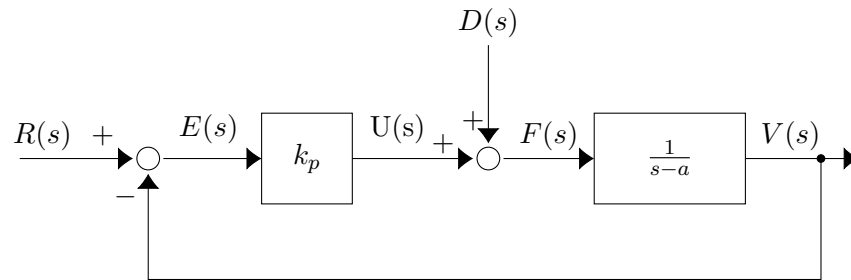 D(s)
R(s) + E(s) k_p U(s) + + F(s) 1/(s−a) V(s)
−